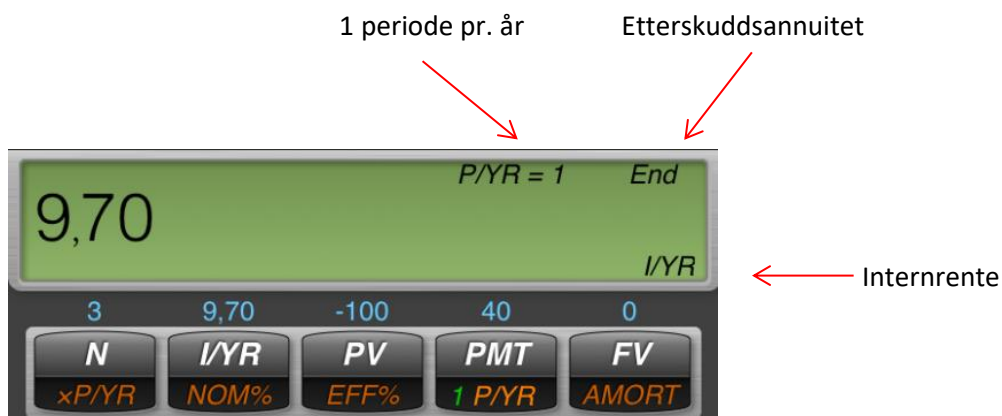 1 periode pr. år Etterskuddsannuitet
P/YR = 1 End
9,70
I/YR
Internrente
3 9,70 -100 40 0
N I/YR PV PMT FV
×P/YR NOM% EFF% 1 P/YR AMORT